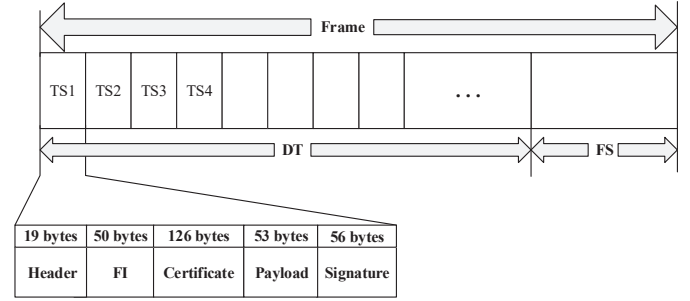 Frame
TS1 TS2 TS3 TS4 ...
DT FS
19 bytes 50 bytes 126 bytes 53 bytes 56 bytes
Header FI Certificate Payload Signature